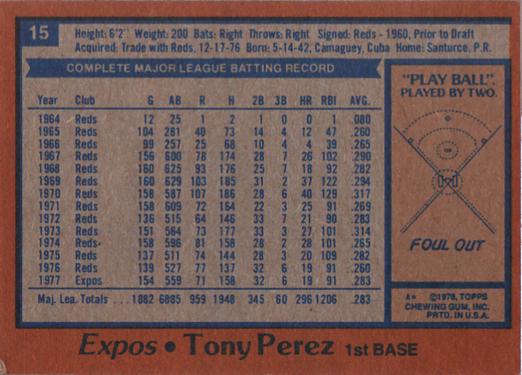 15
Height: 6'2" Weight: 200 Bats: Right Throws: Right Signed: Reds - 1960, Prior to Draft
Acquired: Trade with Reds, 12-17-76 Born: 5-14-42, Camaguey, Cuba Home: Santurce, P.R.
COMPLETE MAJOR LEAGUE BATTING RECORD
Year Club G AB R H 2B 3B HR RBI AVG.
1964 Reds 12 25 1 2 1 0 0 1 .080
1965 Reds 104 281 40 73 14 4 12 47 .260
1966 Reds 99 257 25 68 10 4 4 39 .265
1967 Reds 156 600 78 174 28 7 26 102 .290
1968 Reds 160 625 93 176 25 7 18 92 .282
1969 Reds 160 629 103 185 31 2 37 122 .294
1970 Reds 158 587 107 186 28 6 40 129 .317
1971 Reds 158 609 72 164 22 3 25 91 .269
1972 Reds 136 515 64 146 33 7 21 90 .283
1973 Reds 151 564 73 177 33 3 27 101 .314
1974 Reds 158 596 81 158 28 2 28 101 .265
1975 Reds 137 511 74 144 28 3 20 109 .282
1976 Reds 139 527 77 137 32 6 19 91 .260
1977 Expos 154 559 71 158 32 6 19 91 .283
Maj. Lea. Totals ... 1882 6885 959 1948 345 60 296 1206 .283
"PLAY BALL".
PLAYED BY TWO.
FOUL OUT
A* ©1978, TOPPS
CHEWING GUM, INC.
PRTD. IN U.S.A.
Expos • Tony Perez 1st BASE